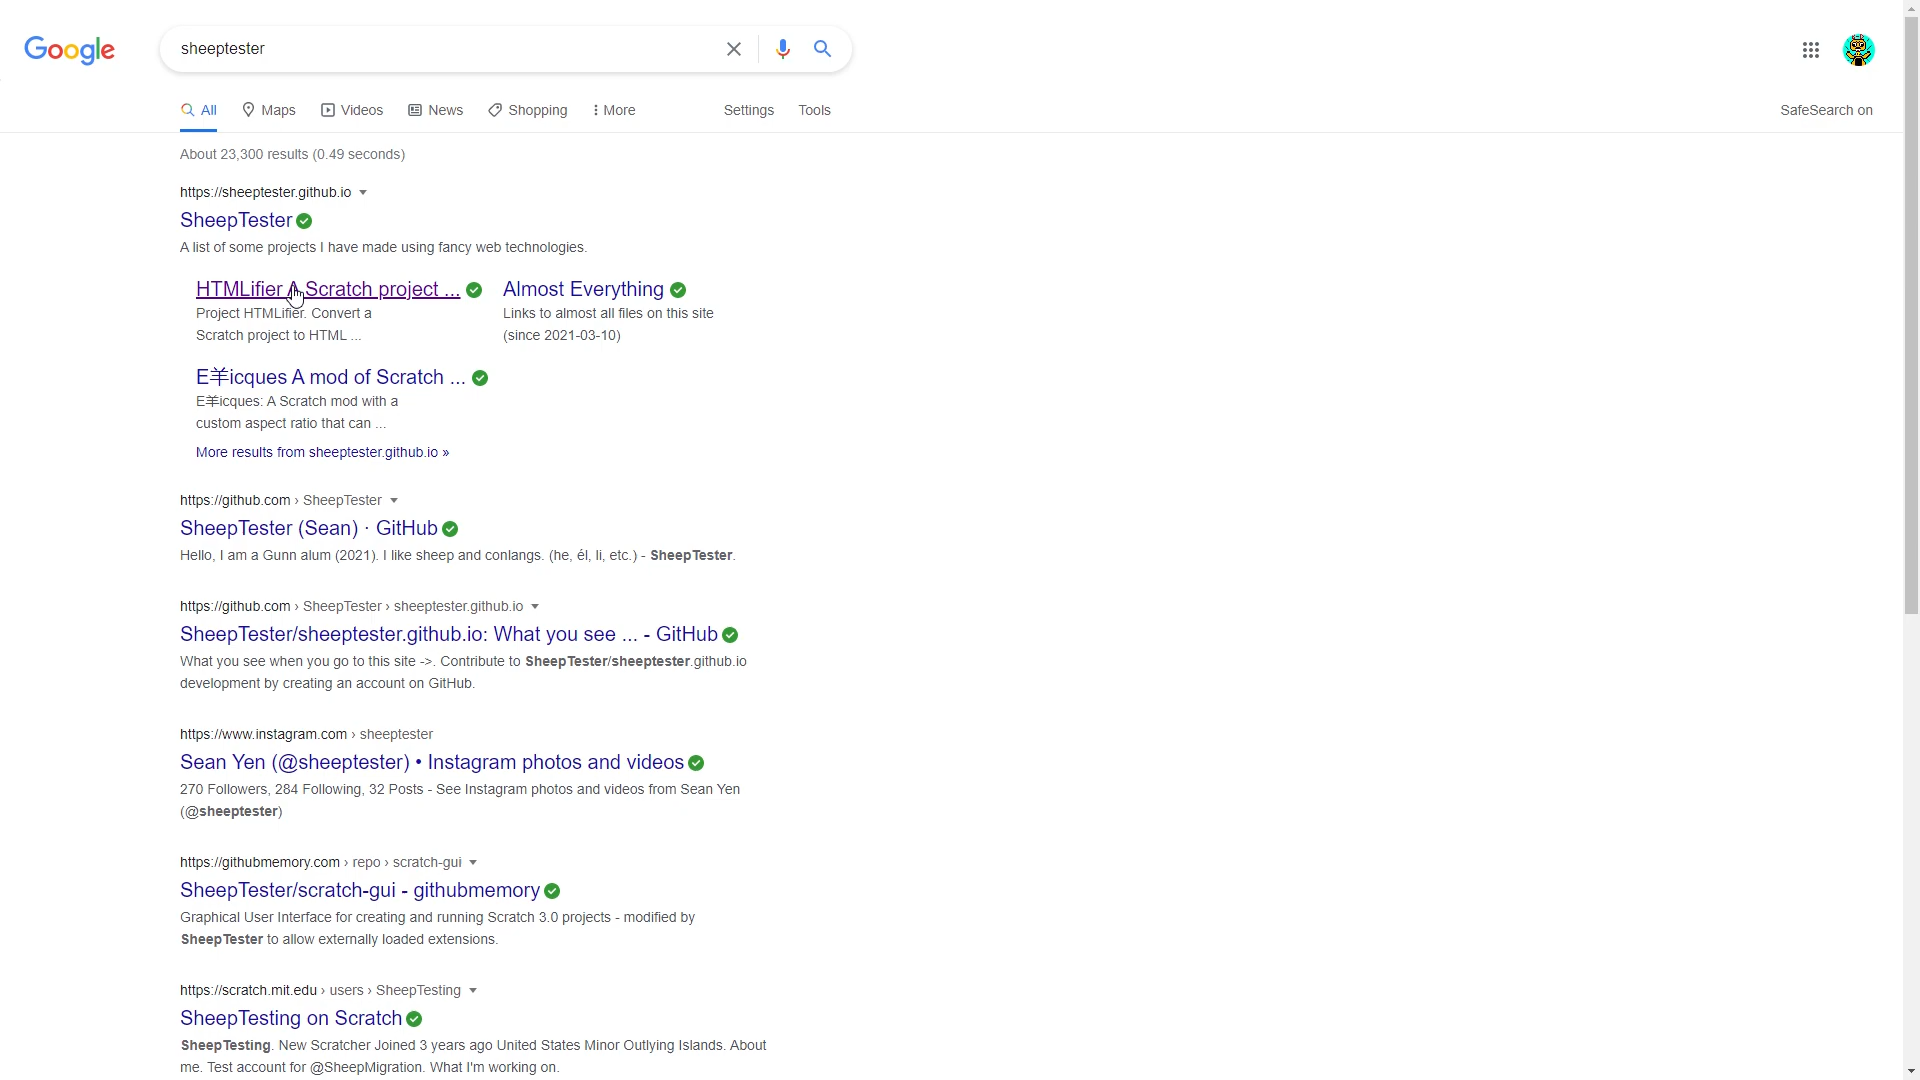 Google
sheeptester
All Maps Videos News Shopping More Settings Tools SafeSearch on
About 23,300 results (0.49 seconds)
https://sheeptester.github.io
SheepTester
A list of some projects I have made using fancy web technologies.
HTMLifier A Scratch project ...
Project HTMLifier. Convert a
Scratch project to HTML ...
Almost Everything
Links to almost all files on this site
(since 2021-03-10)
E羊icques A mod of Scratch ...
E羊icques: A Scratch mod with a
custom aspect ratio that can ...
More results from sheeptester.github.io »
https://github.com › SheepTester
SheepTester (Sean) · GitHub
Hello, I am a Gunn alum (2021). I like sheep and conlangs. (he, él, li, etc.) - SheepTester.
https://github.com › SheepTester › sheeptester.github.io
SheepTester/sheeptester.github.io: What you see ... - GitHub
What you see when you go to this site ->. Contribute to SheepTester/sheeptester.github.io
development by creating an account on GitHub.
https://www.instagram.com › sheeptester
Sean Yen (@sheeptester) • Instagram photos and videos
270 Followers, 284 Following, 32 Posts - See Instagram photos and videos from Sean Yen
(@sheeptester)
https://githubmemory.com › repo › scratch-gui
SheepTester/scratch-gui - githubmemory
Graphical User Interface for creating and running Scratch 3.0 projects - modified by
SheepTester to allow externally loaded extensions.
https://scratch.mit.edu › users › SheepTesting
SheepTesting on Scratch
SheepTesting. New Scratcher Joined 3 years ago United States Minor Outlying Islands. About
me. Test account for @SheepMigration. What I'm working on.